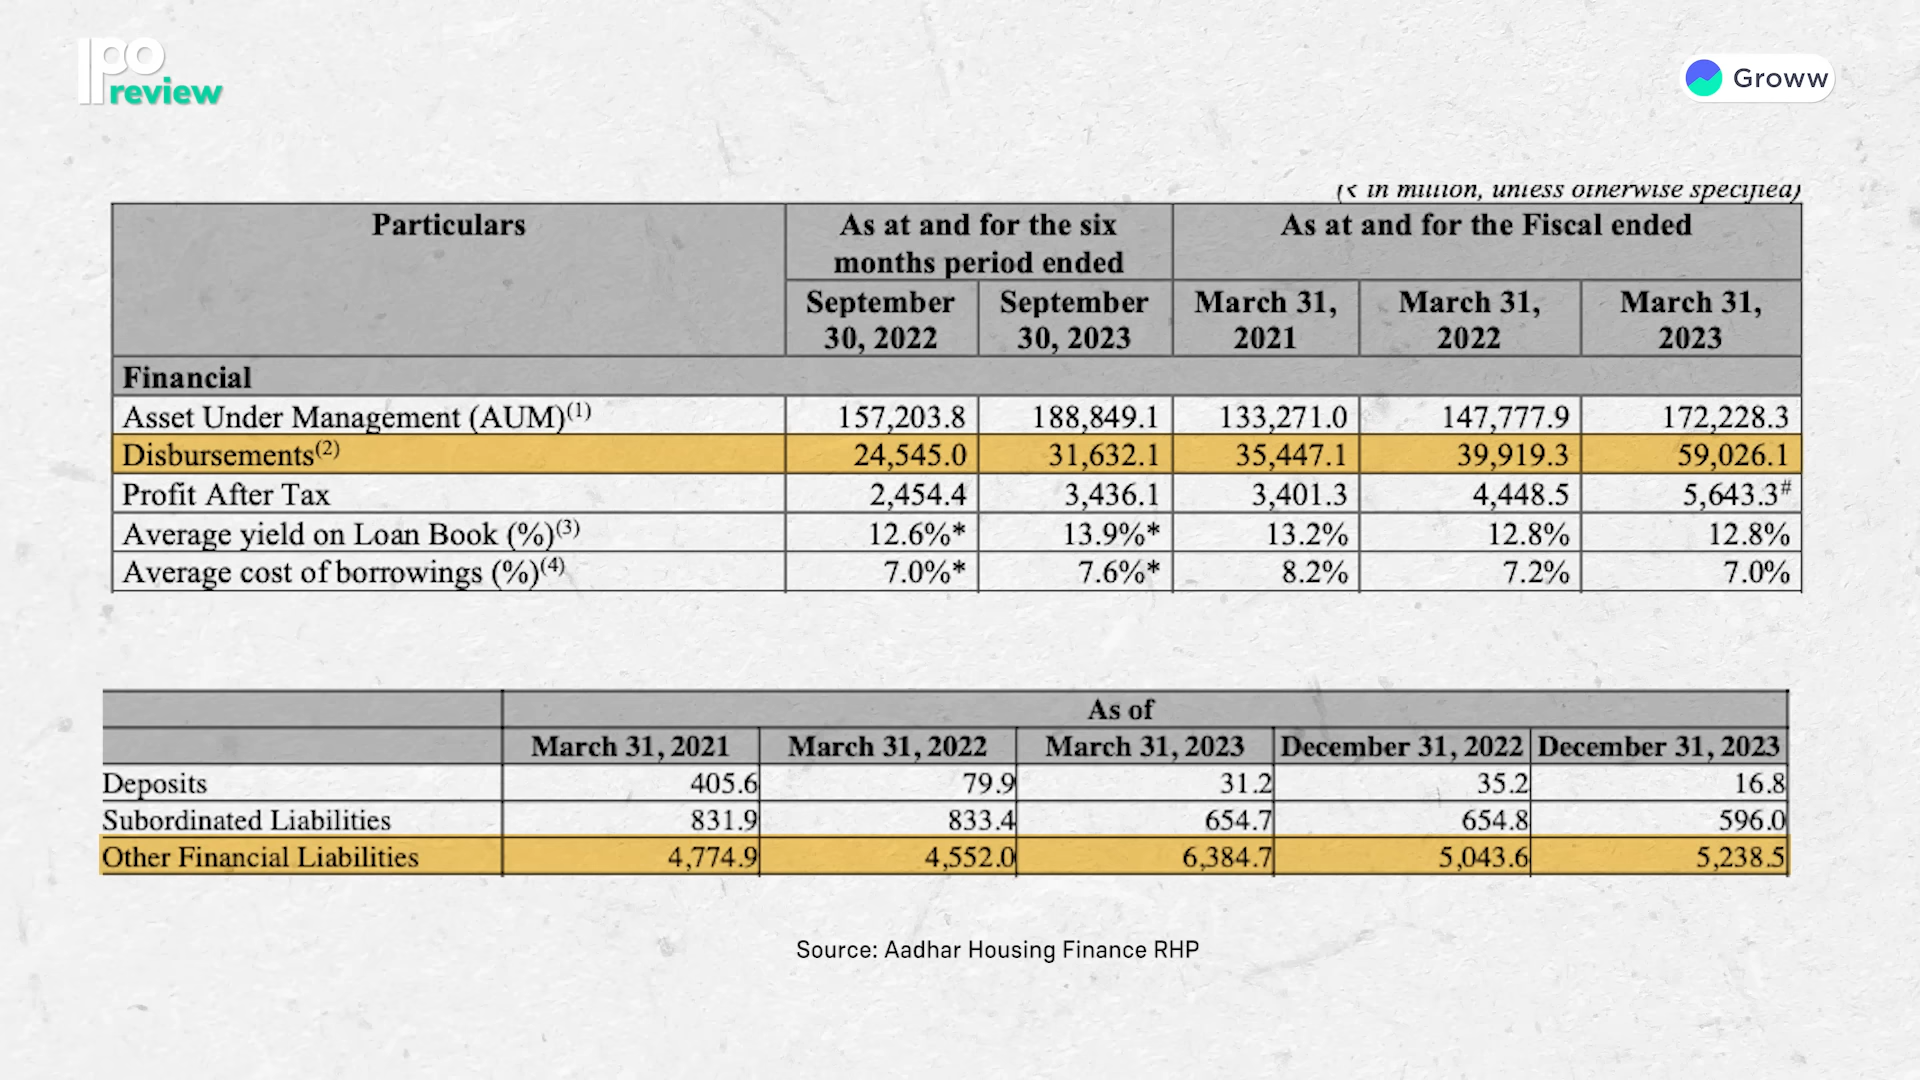 IPO
review
Groww
(₹ in million, unless otherwise specified)
Particulars
As at and for the six months period ended
As at and for the Fiscal ended
September 30, 2022
September 30, 2023
March 31, 2021
March 31, 2022
March 31, 2023
Financial
Asset Under Management (AUM)(1) 157,203.8 188,849.1 133,271.0 147,777.9 172,228.3
Disbursements(2) 24,545.0 31,632.1 35,447.1 39,919.3 59,026.1
Profit After Tax 2,454.4 3,436.1 3,401.3 4,448.5 5,643.3#
Average yield on Loan Book (%)(3) 12.6%* 13.9%* 13.2% 12.8% 12.8%
Average cost of borrowings (%)(4) 7.0%* 7.6%* 8.2% 7.2% 7.0%
As of
March 31, 2021 March 31, 2022 March 31, 2023 December 31, 2022 December 31, 2023
Deposits 405.6 79.9 31.2 35.2 16.8
Subordinated Liabilities 831.9 833.4 654.7 654.8 596.0
Other Financial Liabilities 4,774.9 4,552.0 6,384.7 5,043.6 5,238.5
Source: Aadhar Housing Finance RHP